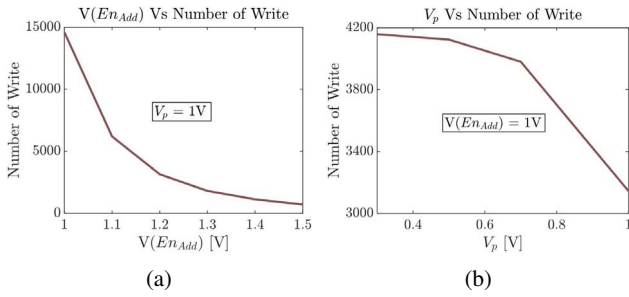 V(En_Add) Vs Number of Write
15000
10000
5000
0
Number of Write
V_p = 1V
1 1.1 1.2 1.3 1.4 1.5
V(En_Add) [V]
(a)
V_p Vs Number of Write
4200
3800
3400
3000
Number of Write
V(En_Add) = 1V
0.4 0.6 0.8 1
V_p [V]
(b)